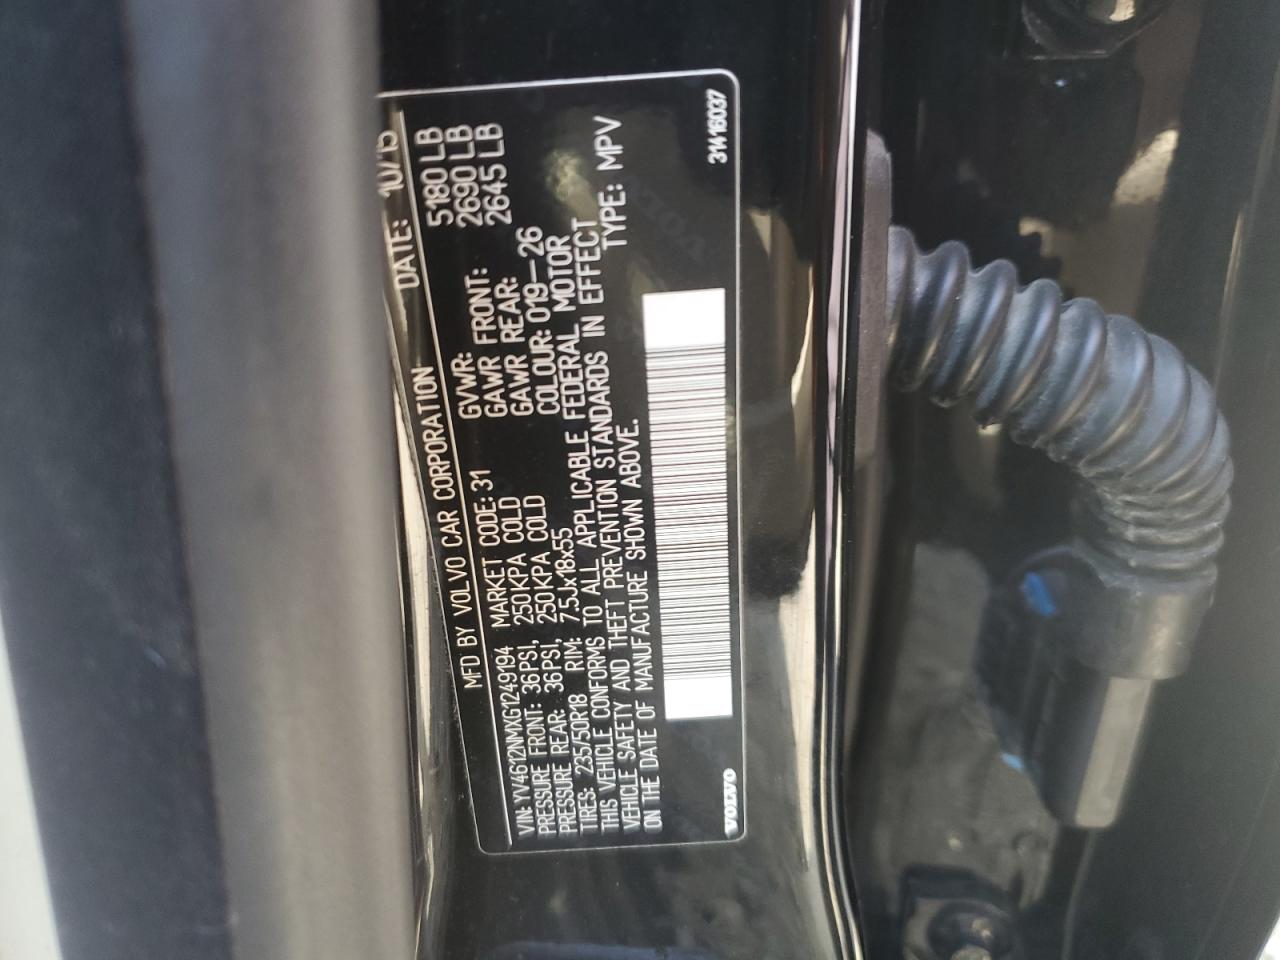 MFD BY VOLVO CAR CORPORATION DATE: 10/15
VIN: YV4612NMXG1249194 MARKET CODE: 31 GVWR: 5180 LB
PRESSURE FRONT: 36PSI, 250KPA COLD GAWR FRONT: 2690 LB
PRESSURE REAR: 36PSI, 250KPA COLD GAWR REAR: 2645 LB
TIRES: 235/50R18 RIM: 7.5Jx18x55 COLOUR: 019—26
THIS VEHICLE CONFORMS TO ALL APPLICABLE FEDERAL MOTOR
VEHICLE SAFETY AND THEFT PREVENTION STANDARDS IN EFFECT
ON THE DATE OF MANUFACTURE SHOWN ABOVE. TYPE: MPV
VOLVO 31416037